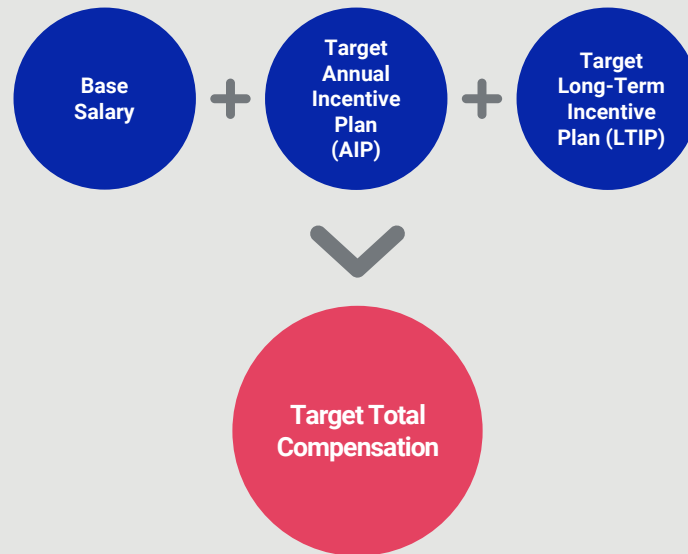 Base
Salary
Target
Annual
Incentive
Plan
(AIP)
Target
Long-Term
Incentive
Plan (LTIP)
Target Total
Compensation